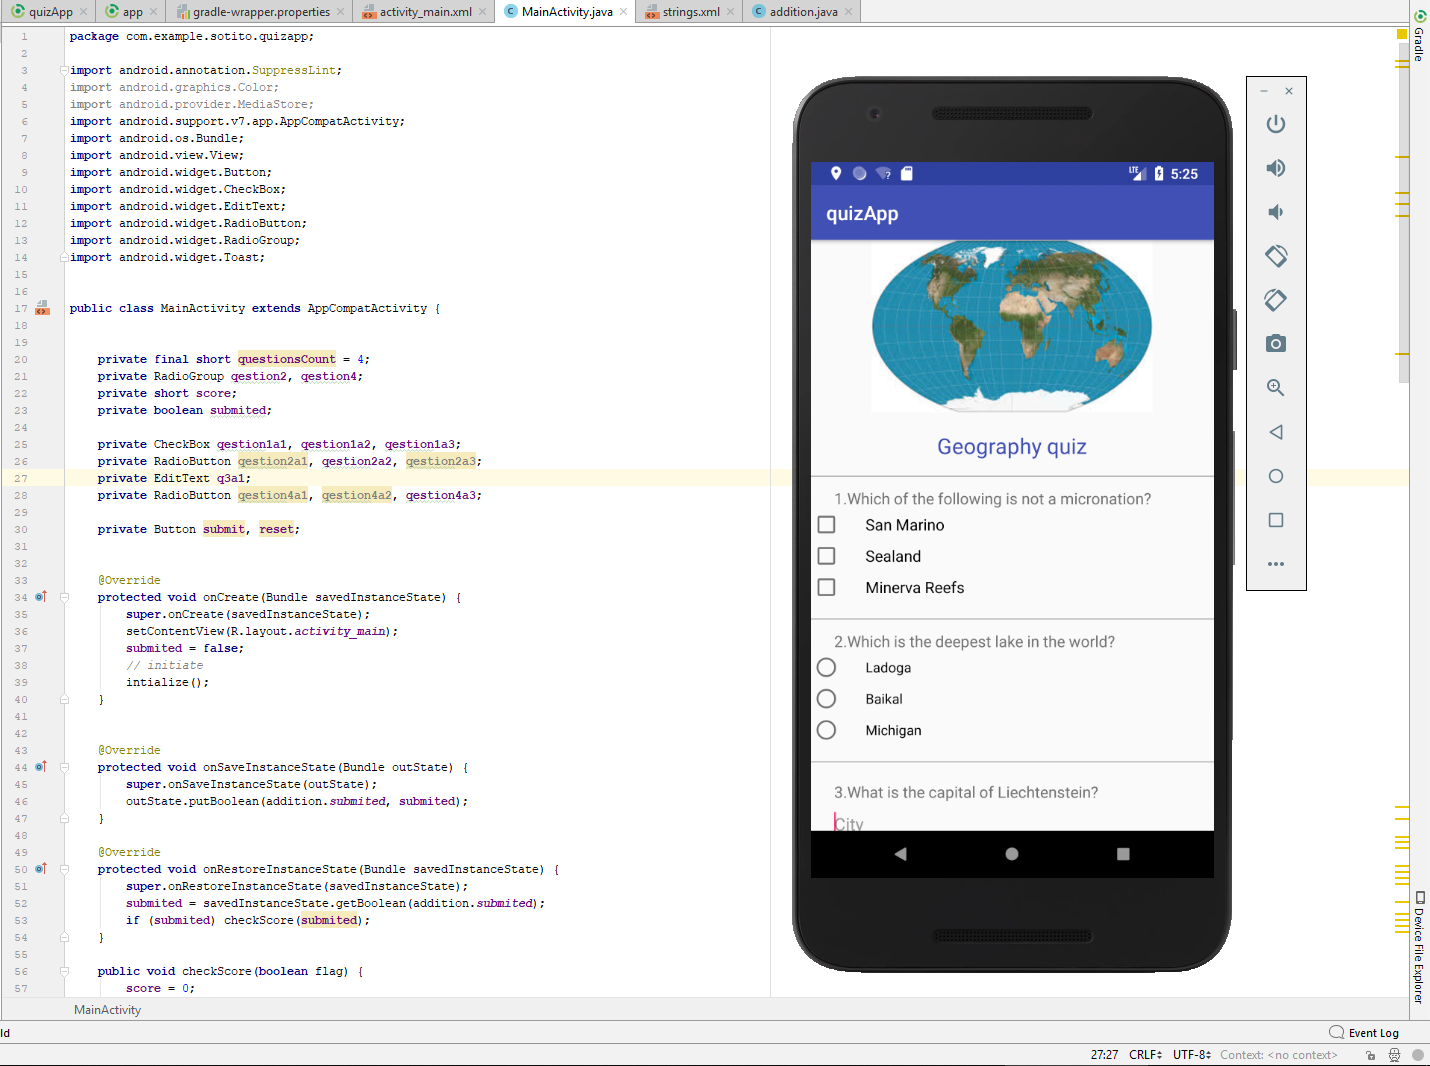 quizApp app gradle-wrapper.properties activity_main.xml MainActivity.java strings.xml addition.java
1 package com.example.sotito.quizapp;
2
3 import android.annotation.SuppressLint;
4 import android.graphics.Color;
5 import android.provider.MediaStore;
6 import android.support.v7.app.AppCompatActivity;
7 import android.os.Bundle;
8 import android.view.View;
9 import android.widget.Button;
10 import android.widget.CheckBox;
11 import android.widget.EditText;
12 import android.widget.RadioButton;
13 import android.widget.RadioGroup;
14 import android.widget.Toast;
15
16
17 public class MainActivity extends AppCompatActivity {
18
19
20 private final short questionsCount = 4;
21 private RadioGroup qestion2, qestion4;
22 private short score;
23 private boolean submited;
24
25 private CheckBox qestion1a1, qestion1a2, qestion1a3;
26 private RadioButton qestion2a1, qestion2a2, qestion2a3;
27 private EditText q3a1;
28 private RadioButton qestion4a1, qestion4a2, qestion4a3;
29
30 private Button submit, reset;
31
32
33 @Override
34 protected void onCreate(Bundle savedInstanceState) {
35 super.onCreate(savedInstanceState);
36 setContentView(R.layout.activity_main);
37 submited = false;
38 // initiate
39 intialize();
40 }
41
42
43 @Override
44 protected void onSaveInstanceState(Bundle outState) {
45 super.onSaveInstanceState(outState);
46 outState.putBoolean(addition.submited, submited);
47 }
48
49 @Override
50 protected void onRestoreInstanceState(Bundle savedInstanceState) {
51 super.onRestoreInstanceState(savedInstanceState);
52 submited = savedInstanceState.getBoolean(addition.submited);
53 if (submited) checkScore(submited);
54 }
55
56 public void checkScore(boolean flag) {
57 score = 0;
MainActivity
LTE 5:25
quizApp
Geography quiz
1.Which of the following is not a micronation?
San Marino
Sealand
Minerva Reefs
2.Which is the deepest lake in the world?
Ladoga
Baikal
Michigan
3.What is the capital of Liechtenstein?
City
Gradle
Device File Explorer
ld
Event Log
27:27 CRLF UTF-8 Context: <no context>